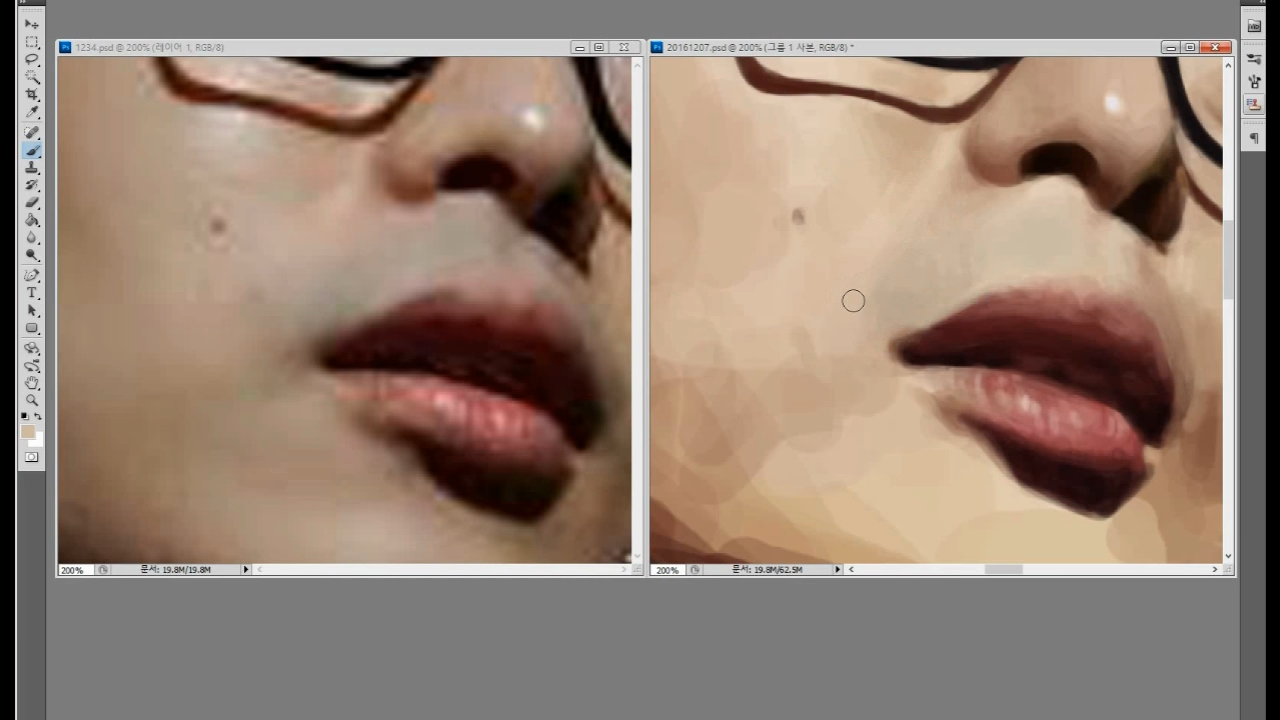 1234.psd @ 200% (레이어 1, RGB/8)
20161207.psd @ 200% (그룹 1 사본, RGB/8) *
200%
문서: 19.8M/19.8M
200%
문서: 19.8M/62.5M